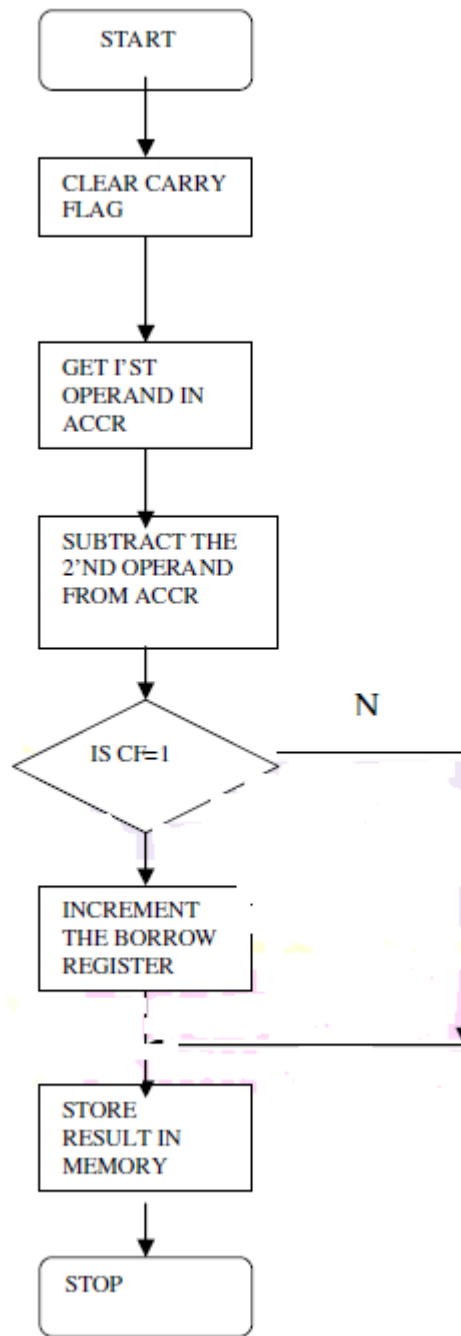 START
CLEAR CARRY
FLAG
GET I'ST
OPERAND IN
ACCR
SUBTRACT THE
2'ND OPERAND
FROM ACCR
N
IS CF=1
INCREMENT
THE BORROW
REGISTER
STORE
RESULT IN
MEMORY
STOP